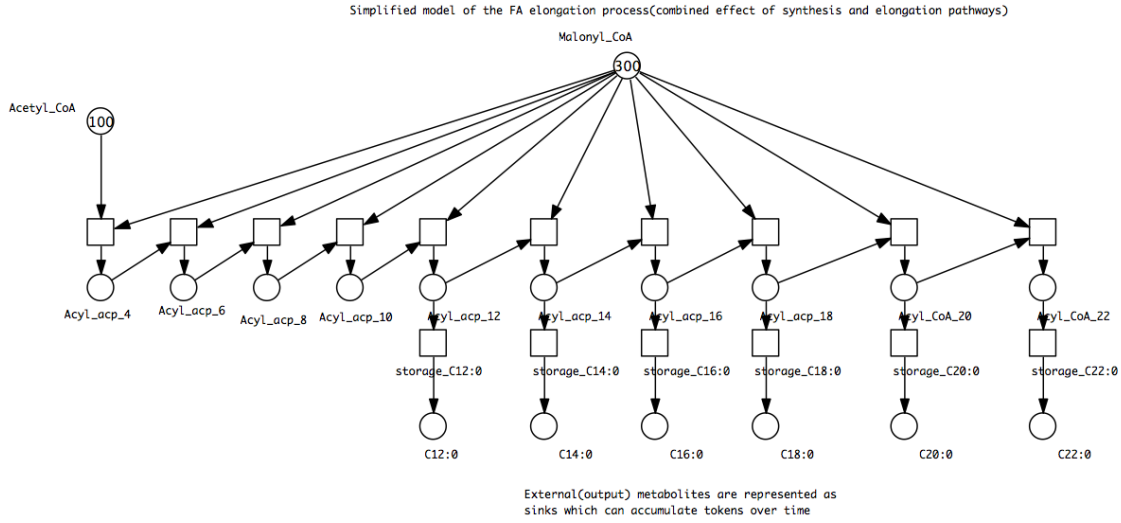 Simplified model of the FA elongation process(combined effect of synthesis and elongation pathways)
Malonyl_CoA
300
Acetyl_CoA
100
Acyl_acp_4
Acyl_acp_6
Acyl_acp_8
Acyl_acp_10
Acyl_acp_12
Acyl_acp_14
Acyl_acp_16
Acyl_acp_18
Acyl_CoA_20
Acyl_CoA_22
storage_C12:0
storage_C14:0
storage_C16:0
storage_C18:0
storage_C20:0
storage_C22:0
C12:0
C14:0
C16:0
C18:0
C20:0
C22:0
External(output) metabolites are represented as
sinks which can accumulate tokens over time